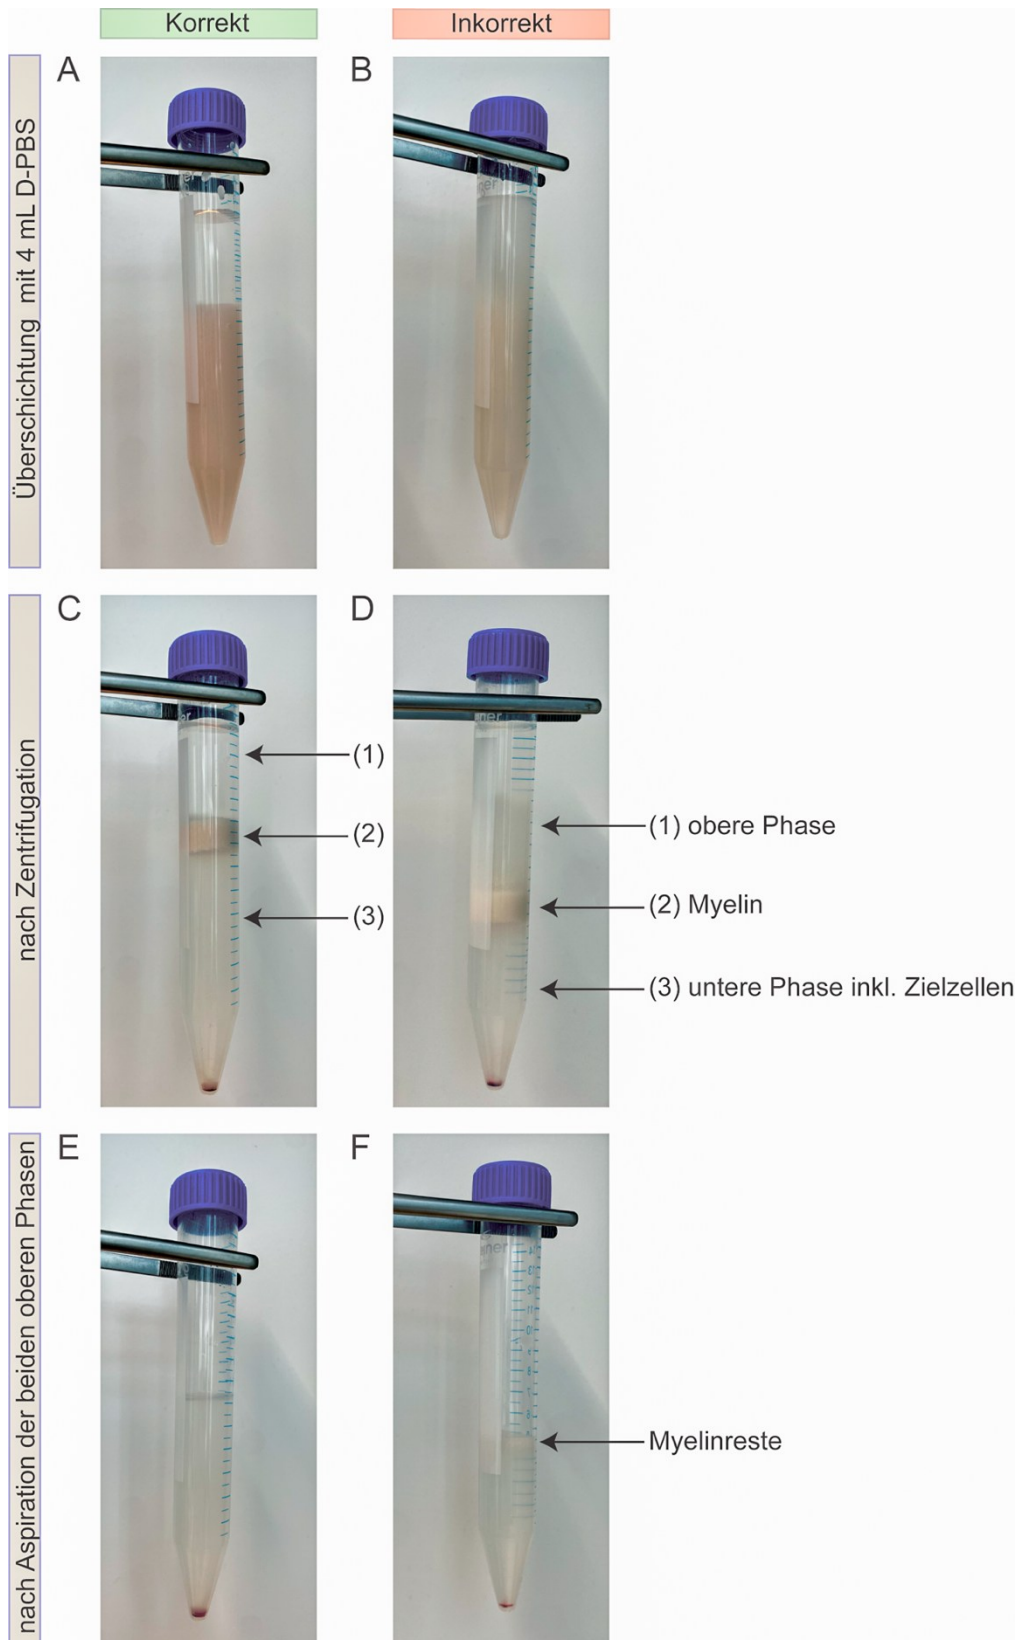 Korrekt
Inkorrekt
Überschichtung mit 4 mL D-PBS
A
B
nach Zentrifugation
C
D
(1)
(2)
(3)
(1) obere Phase
(2) Myelin
(3) untere Phase inkl. Zielzellen
nach Aspiration der beiden oberen Phasen
E
F
Myelinreste